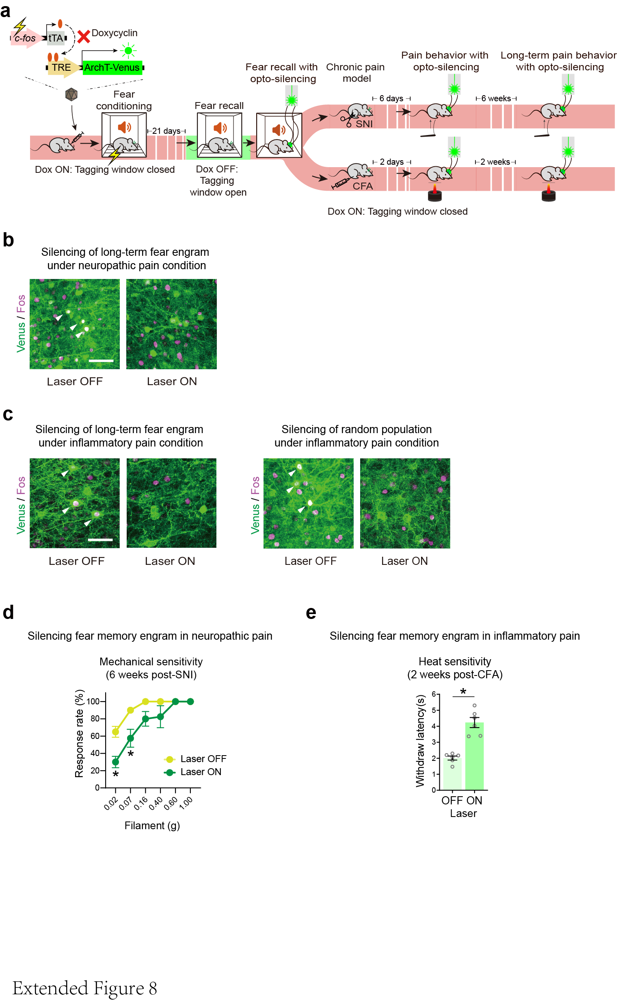 a
c-fos
tTA
Doxycyclin
TRE
ArchT-Venus
Fear
conditioning
21 days
Fear recall
Fear recall with
opto-silencing
Chronic pain
model
Pain behavior with
opto-silencing
Long-term pain behavior
with opto-silencing
6 days
6 weeks
SNI
2 days
2 weeks
CFA
Dox ON: Tagging window closed
Dox OFF:
Tagging
window open
Dox ON: Tagging window closed
b
Silencing of long-term fear engram
under neuropathic pain condition
Venus / Fos
Laser OFF
Laser ON
c
Silencing of long-term fear engram
under inflammatory pain condition
Venus / Fos
Laser OFF
Laser ON
Silencing of random population
under inflammatory pain condition
Venus / Fos
Laser OFF
Laser ON
d
Silencing fear memory engram in neuropathic pain
Mechanical sensitivity
(6 weeks post-SNI)
Response rate (%)
100
80
60
40
20
0
*
*
Laser OFF
Laser ON
0.02
0.07
0.16
0.40
0.60
1.00
Filament (g)
e
Silencing fear memory engram in inflammatory pain
Heat sensitivity
(2 weeks post-CFA)
Withdraw latency(s)
*
6
5
4
3
2
1
0
OFF ON
Laser
Extended Figure 8